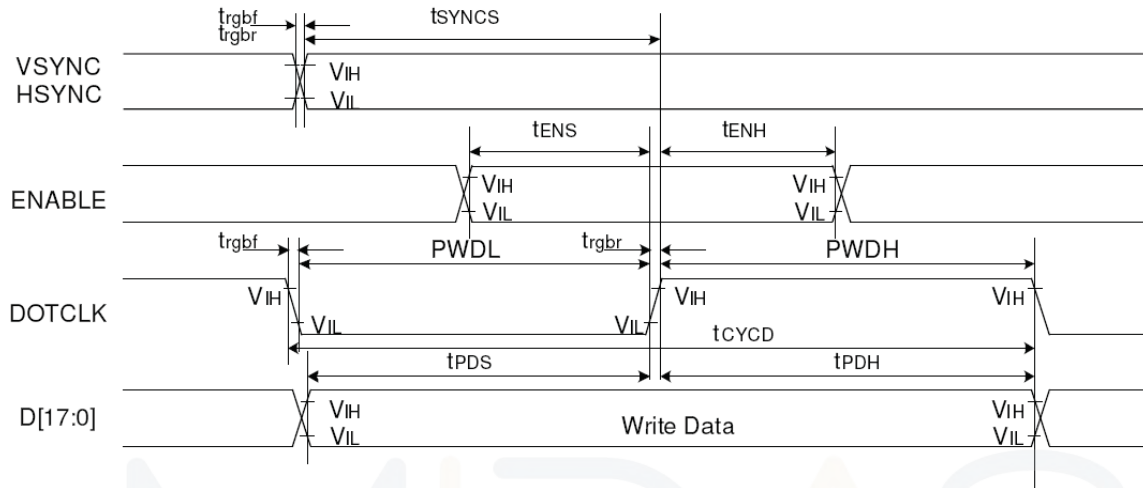 trgbf
trgbr
tSYNCS
VSYNC
HSYNC
VIH
VIL
tENS
tENH
ENABLE
VIH
VIL
VIH
VIL
trgbf
PWDL
trgbr
PWDH
DOTCLK
VIH
VIL
VIL
VIH
VIH
tCYCD
tPDS
tPDH
D[17:0]
VIH
VIL
Write Data
VIH
VIL